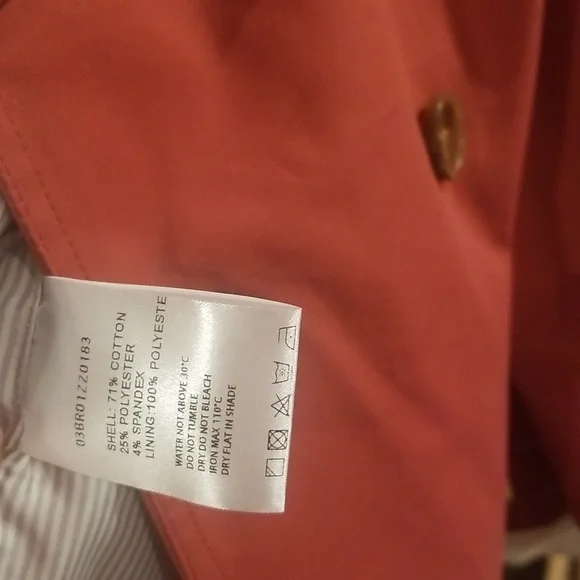 03BR01ZZ0183
SHELL: 71% COTTON
25% POLYESTER
4% SPANDEX
LINING:100% POLYESTE
WATER NOT ABOVE 30°C
DO NOT TUMBLE
DRY DO NOT BLEACH
IRON MAX 110°C
DRY FLAT IN SHADE